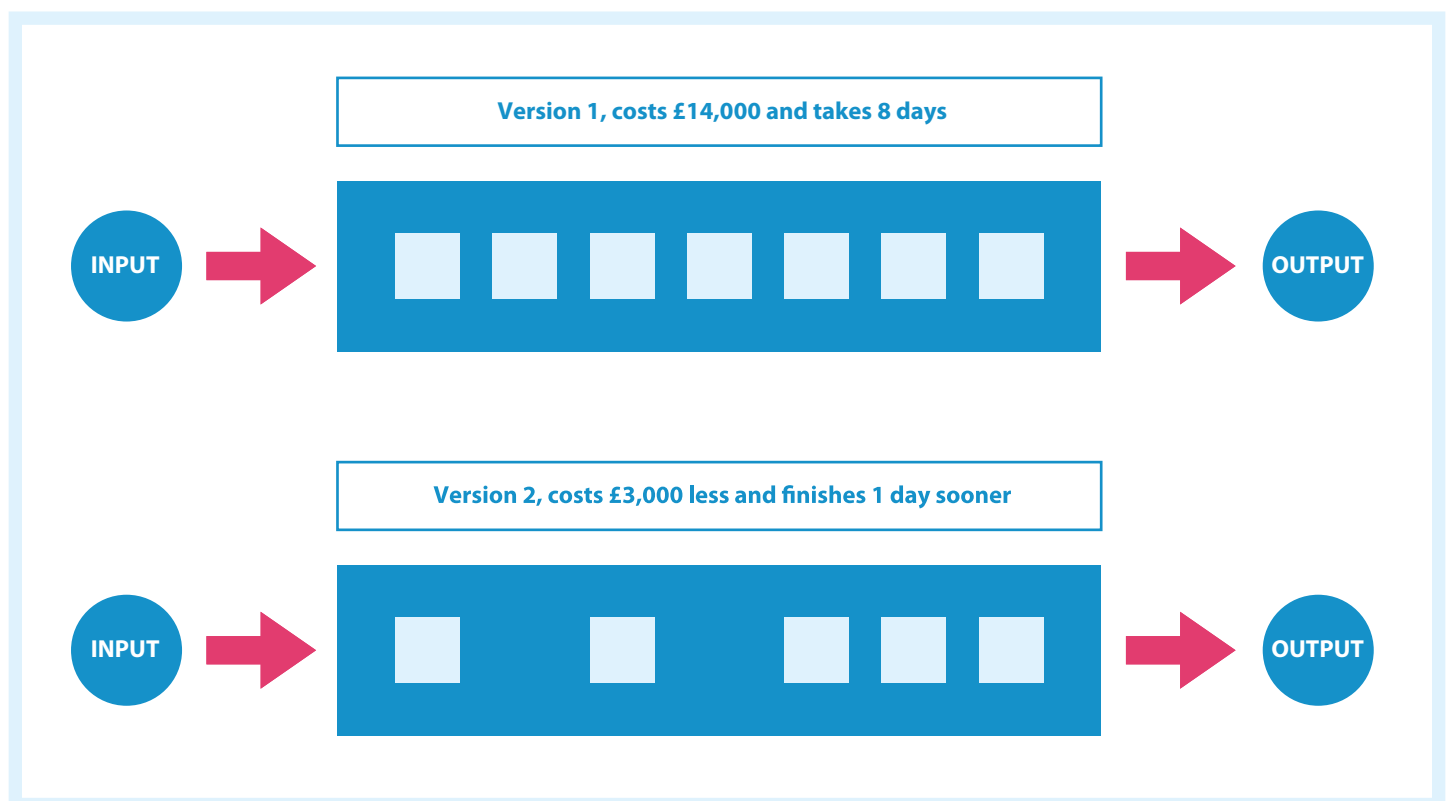 Version 1, costs £14,000 and takes 8 days
INPUT
OUTPUT
Version 2, costs £3,000 less and finishes 1 day sooner
INPUT
OUTPUT